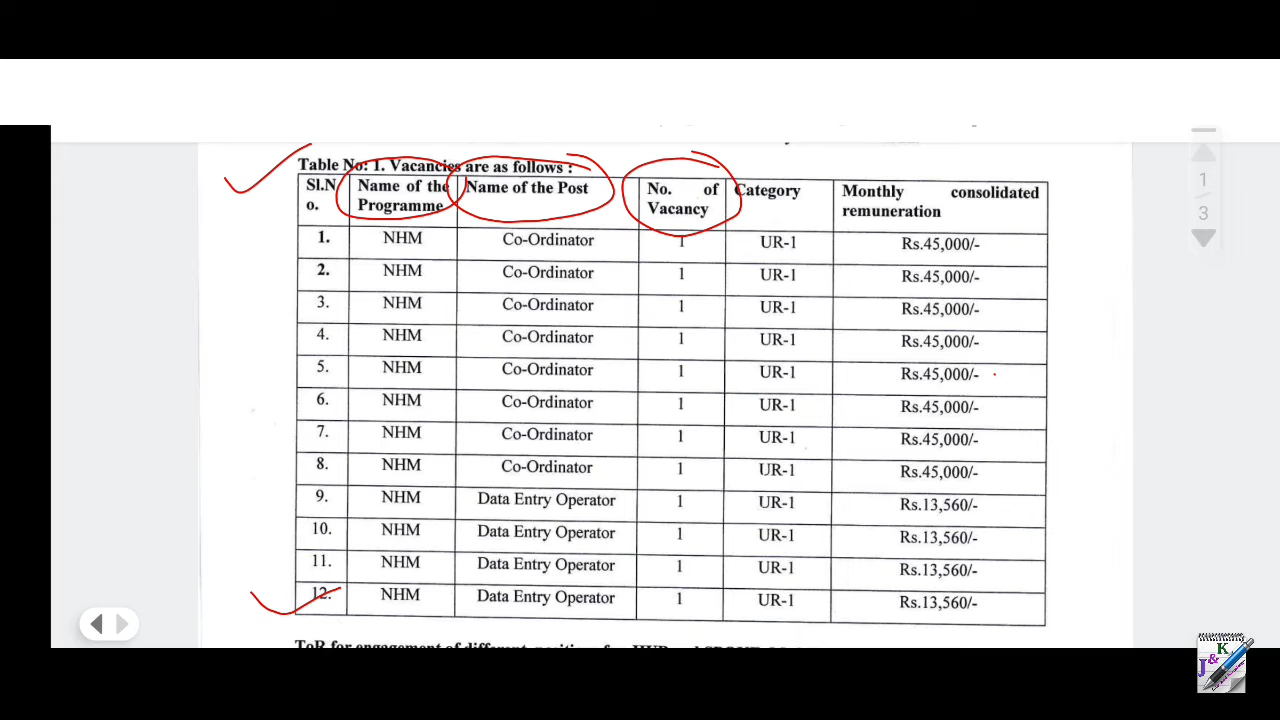 Table No: 1. Vacancies are as follows :
Sl.N o. Name of the Programme Name of the Post No. of Vacancy Category Monthly consolidated remuneration
1. NHM Co-Ordinator 1 UR-1 Rs.45,000/-
2. NHM Co-Ordinator 1 UR-1 Rs.45,000/-
3. NHM Co-Ordinator 1 UR-1 Rs.45,000/-
4. NHM Co-Ordinator 1 UR-1 Rs.45,000/-
5. NHM Co-Ordinator 1 UR-1 Rs.45,000/-
6. NHM Co-Ordinator 1 UR-1 Rs.45,000/-
7. NHM Co-Ordinator 1 UR-1 Rs.45,000/-
8. NHM Co-Ordinator 1 UR-1 Rs.45,000/-
9. NHM Data Entry Operator 1 UR-1 Rs.13,560/-
10. NHM Data Entry Operator 1 UR-1 Rs.13,560/-
11. NHM Data Entry Operator 1 UR-1 Rs.13,560/-
12. NHM Data Entry Operator 1 UR-1 Rs.13,560/-
ToR for engagement of different positions for
1
3
J&K